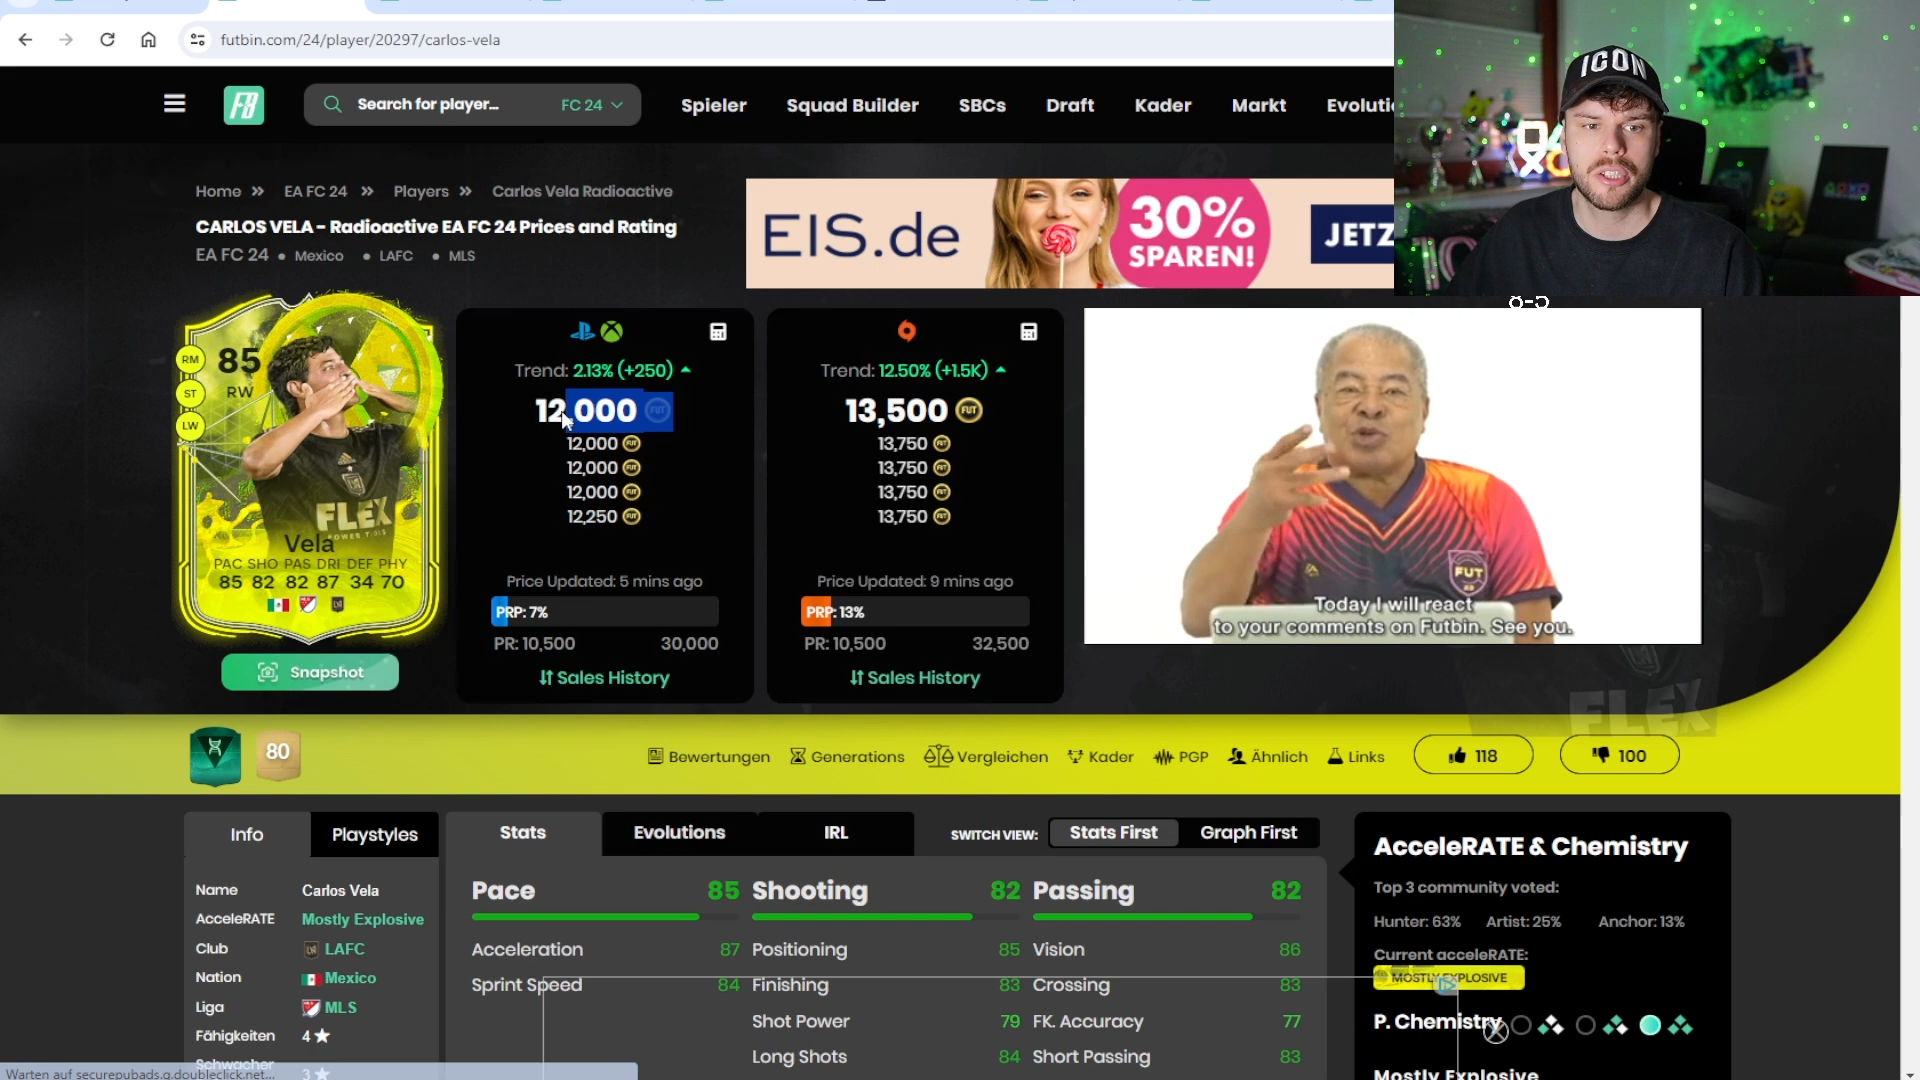 futbin.com/24/player/20297/carlos-vela
Search for player...
FC 24
Spieler
Squad Builder
SBCs
Draft
Kader
Markt
Evoluti
ICON
Home
EA FC 24
Players
Carlos Vela Radioactive
CARLOS VELA - Radioactive EA FC 24 Prices and Rating
EA FC 24 • Mexico • LAFC • MLS
EIS.de
30%
SPAREN!
JETZ
8-5
RM
ST
LW
85
RW
FLEX
POWER TOOLS
Vela
PAC SHO PAS DRI DEF PHY
85 82 82 87 34 70
Snapshot
Trend: 2.13% (+250)
12,000
12,000
12,000
12,000
12,250
Price Updated: 5 mins ago
PRP: 7%
PR: 10,500
30,000
Sales History
Trend: 12.50% (+1.5K)
13,500
13,750
13,750
13,750
13,750
Price Updated: 9 mins ago
PRP: 13%
PR: 10,500
32,500
Sales History
FUT
23
Today I will react
to your comments on Futbin. See you.
FLEX
80
Bewertungen
Generations
Vergleichen
Kader
PGP
Ähnlich
Links
118
100
Info
Playstyles
Name Carlos Vela
AcceleRATE Mostly Explosive
Club LAFC
Nation Mexico
Liga MLS
Fähigkeiten 4
Schwacher 3
Stats
Evolutions
IRL
SWITCH VIEW:
Stats First
Graph First
Pace 85
Acceleration 87
Sprint Speed 84
Shooting 82
Positioning 85
Finishing 83
Shot Power 79
Long Shots 84
Passing 82
Vision 86
Crossing 83
FK. Accuracy 77
Short Passing 83
AcceleRATE & Chemistry
Top 3 community voted:
Hunter: 63% Artist: 25% Anchor: 13%
Current acceleRATE:
MOSTLY EXPLOSIVE
P. Chemistry
Mostly Explosive
Warten auf securepubads.g.doubleclick.net...